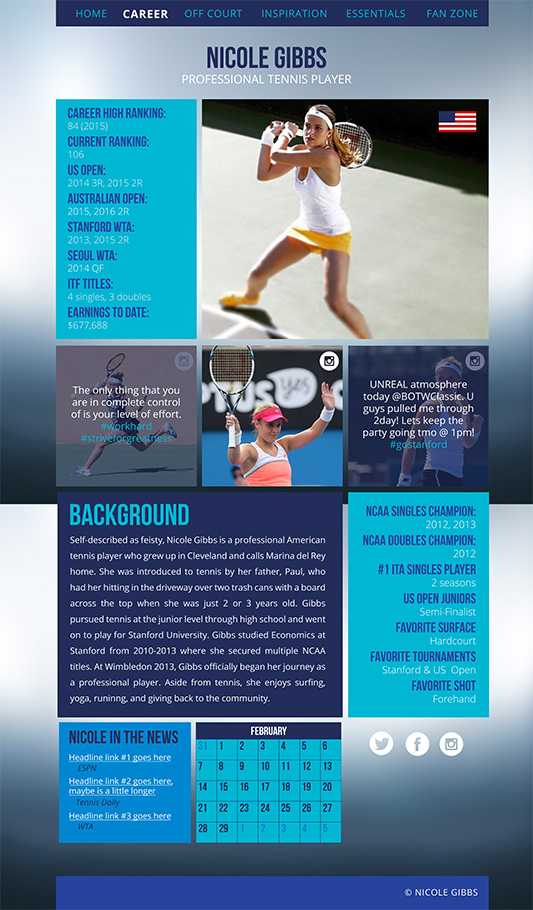 HOME CAREER OFF COURT INSPIRATION ESSENTIALS FAN ZONE
NICOLE GIBBS
PROFESSIONAL TENNIS PLAYER
CAREER HIGH RANKING:
84 (2015)
CURRENT RANKING:
106
US OPEN:
2014 3R, 2015 2R
AUSTRALIAN OPEN:
2015, 2016 2R
STANFORD WTA:
2013, 2015 2R
SEOUL WTA:
2014 QF
ITF TITLES:
4 singles, 3 doubles
EARNINGS TO DATE:
$677,688
The only thing that you
are in complete control
of is your level of effort.
#workhard
#striveforgreatness
yes
UNREAL atmosphere
today @BOTWClassic. U
guys pulled me through
2day! Lets keep the
party going tmo @ 1pm!
#gostanford
BACKGROUND
Self-described as feisty, Nicole Gibbs is a professional American
tennis player who grew up in Cleveland and calls Marina del Rey
home. She was introduced to tennis by her father, Paul, who
had her hitting in the driveway over two trash cans with a board
across the top when she was just 2 or 3 years old. Gibbs
pursued tennis at the junior level through high school and went
on to play for Stanford University. Gibbs studied Economics at
Stanford from 2010-2013 where she secured multiple NCAA
titles. At Wimbledon 2013, Gibbs officially began her journey as
a professional player. Aside from tennis, she enjoys surfing,
yoga, runinng, and giving back to the community.
NCAA SINGLES CHAMPION:
2012, 2013
NCAA DOUBLES CHAMPION:
2012
#1 ITA SINGLES PLAYER
2 seasons
US OPEN JUNIORS
Semi-Finalist
FAVORITE SURFACE
Hardcourt
FAVORITE TOURNAMENTS
Stanford & US Open
FAVORITE SHOT
Forehand
NICOLE IN THE NEWS
Headline link #1 goes here
ESPN
Headline link #2 goes here,
maybe is a little longer
Tennis Daily
Headline link #3 goes here
WTA
FEBRUARY
31 1 2 3 4 5 6
7 8 9 10 11 12 13
14 15 16 17 18 19 20
21 22 23 24 25 26 27
28 29 1 2 3 4 5
© NICOLE GIBBS